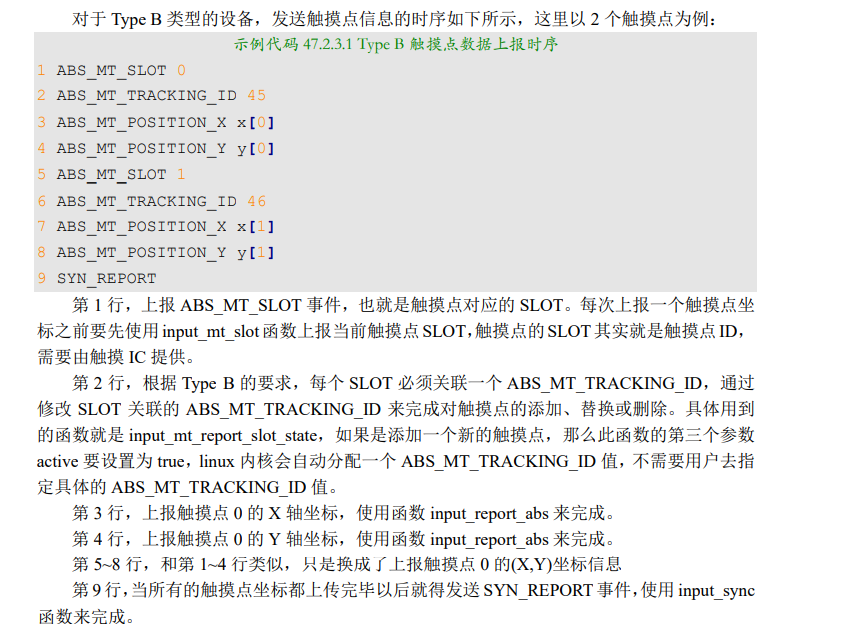 对于 Type B 类型的设备，发送触摸点信息的时序如下所示，这里以 2 个触摸点为例：
示例代码 47.2.3.1 Type B 触摸点数据上报时序
1 ABS_MT_SLOT 0
2 ABS_MT_TRACKING_ID 45
3 ABS_MT_POSITION_X x[0]
4 ABS_MT_POSITION_Y y[0]
5 ABS_MT_SLOT 1
6 ABS_MT_TRACKING_ID 46
7 ABS_MT_POSITION_X x[1]
8 ABS_MT_POSITION_Y y[1]
9 SYN_REPORT
第 1 行，上报 ABS_MT_SLOT 事件，也就是触摸点对应的 SLOT。每次上报一个触摸点坐
标之前要先使用 input_mt_slot 函数上报当前触摸点 SLOT，触摸点的 SLOT 其实就是触摸点 ID，
需要由触摸 IC 提供。
第 2 行，根据 Type B 的要求，每个 SLOT 必须关联一个 ABS_MT_TRACKING_ID，通过
修改 SLOT 关联的 ABS_MT_TRACKING_ID 来完成对触摸点的添加、替换或删除。具体用到
的函数就是 input_mt_report_slot_state，如果是添加一个新的触摸点，那么此函数的第三个参数
active 要设置为 true，linux 内核会自动分配一个 ABS_MT_TRACKING_ID 值，不需要用户去指
定具体的 ABS_MT_TRACKING_ID 值。
第 3 行，上报触摸点 0 的 X 轴坐标，使用函数 input_report_abs 来完成。
第 4 行，上报触摸点 0 的 Y 轴坐标，使用函数 input_report_abs 来完成。
第 5~8 行，和第 1~4 行类似，只是换成了上报触摸点 0 的(X,Y)坐标信息
第 9 行，当所有的触摸点坐标都上传完毕以后就得发送 SYN_REPORT 事件，使用 input_sync
函数来完成。